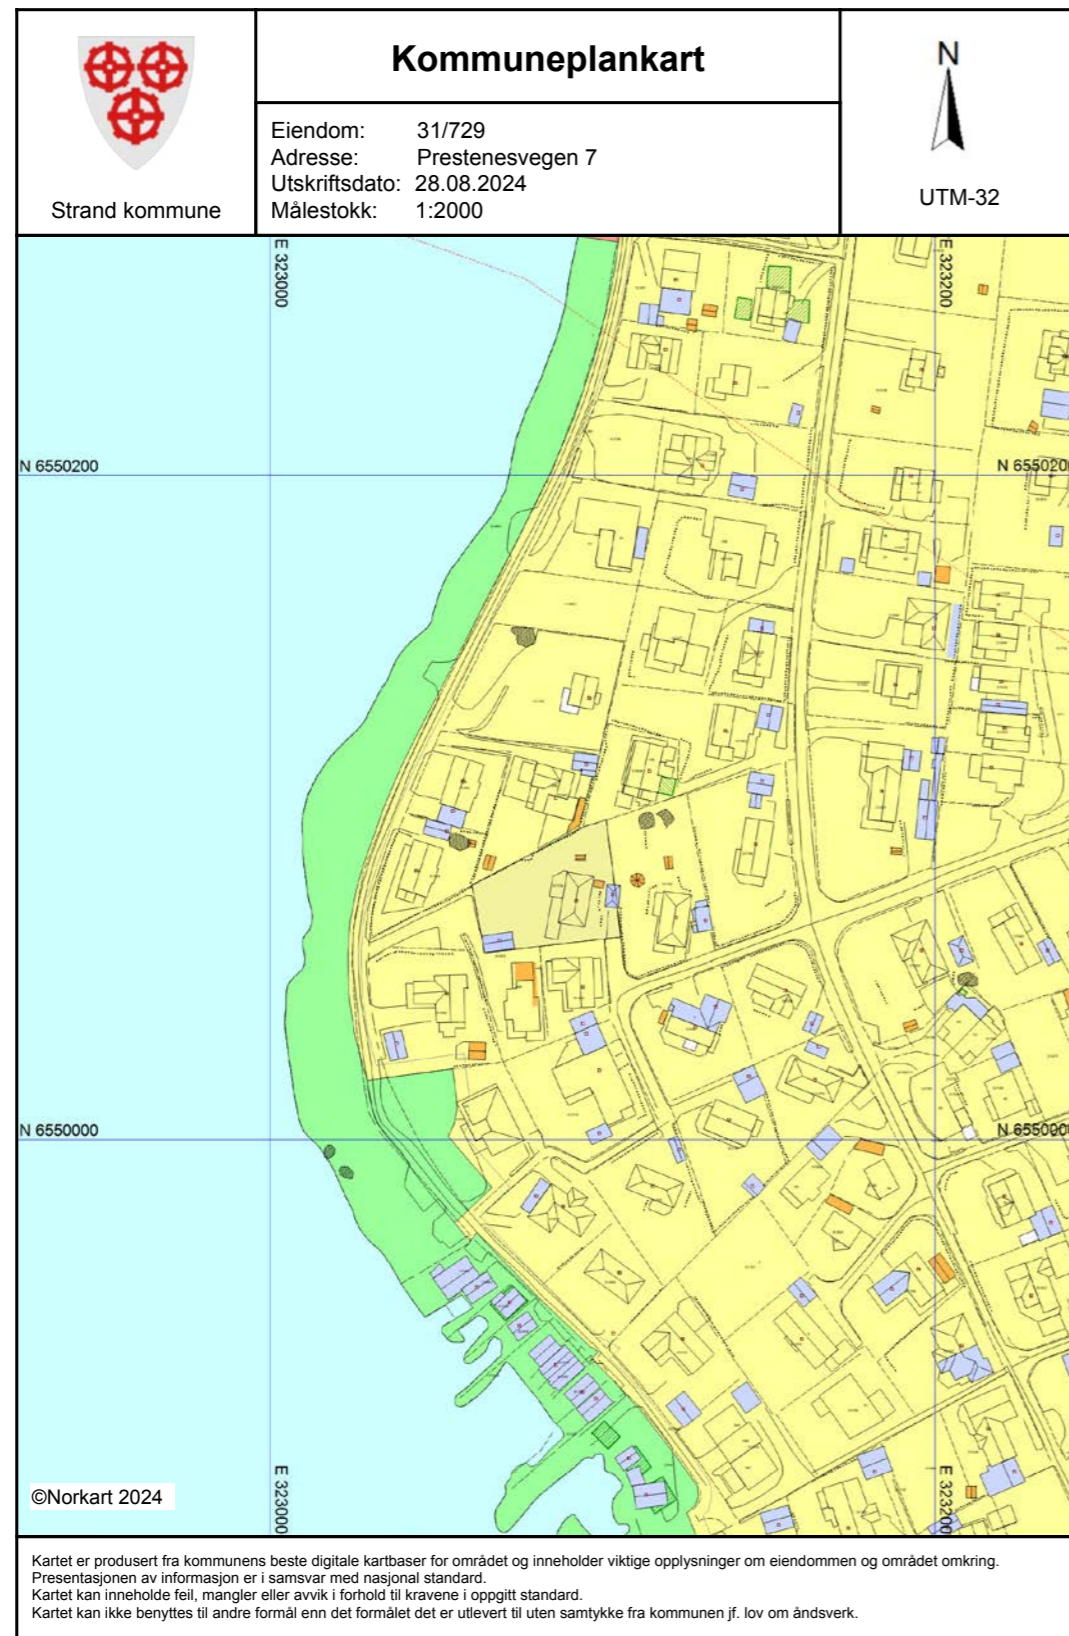 Strand kommune
Kommuneplankart
Eiendom: 31/729
Adresse: Prestenesvegen 7
Utskriftsdato: 28.08.2024
Målestokk: 1:2000
N
UTM-32
E 323000
E 323200
N 6550200
N 6550200
N 6550000
N 6550000
E 323000
E 323200
©Norkart 2024
Kartet er produsert fra kommunens beste digitale kartbaser for området og inneholder viktige opplysninger om eiendommen og området omkring.
Presentasjonen av informasjon er i samsvar med nasjonal standard.
Kartet kan inneholde feil, mangler eller avvik i forhold til kravene i oppgitt standard.
Kartet kan ikke benyttes til andre formål enn det formålet det er utlevert til uten samtykke fra kommunen jf. lov om åndsverk.